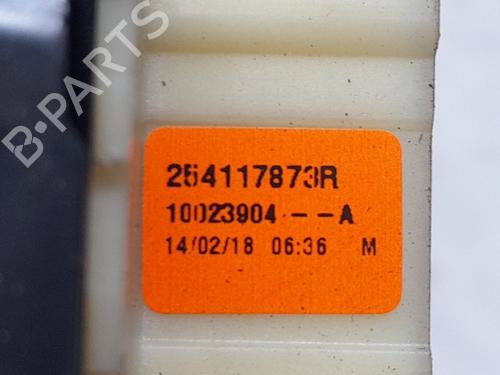 B-PARTS
254117873R
10023904 -- A
14/02/18 06:36 M